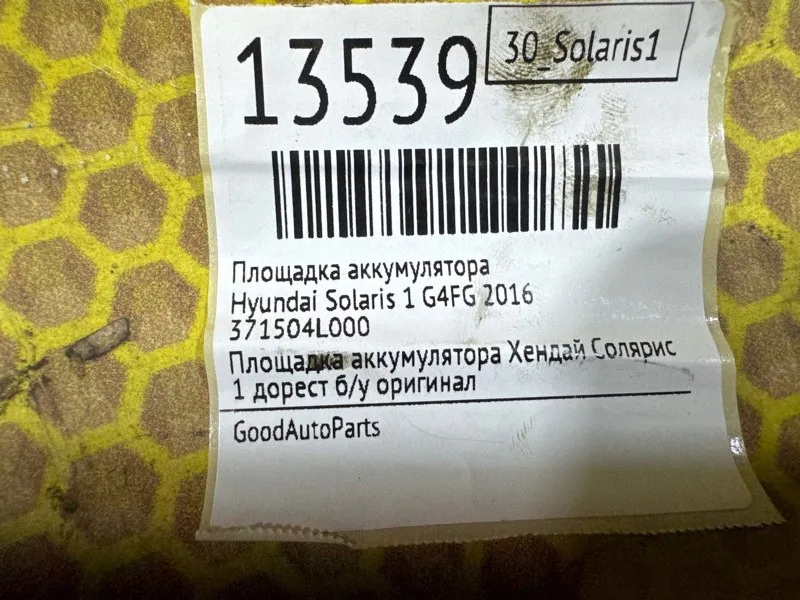 13539
30_Solaris1
Площадка аккумулятора
Hyundai Solaris 1 G4FG 2016
371504L000
Площадка аккумулятора Хендай Солярис
1 дорест б/у оригинал
GoodAutoParts